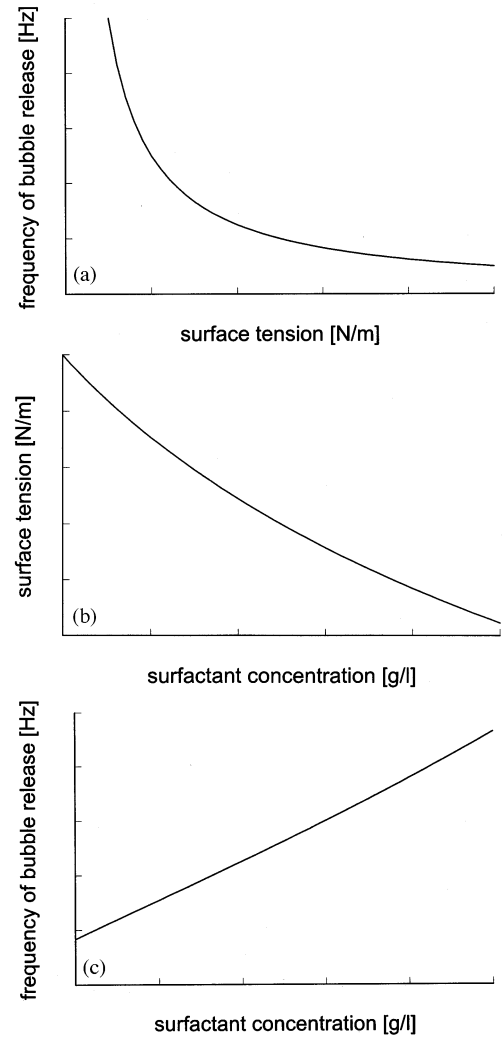 frequency of bubble release [Hz]
(a)
surface tension [N/m]
surface tension [N/m]
(b)
surfactant concentration [g/l]
frequency of bubble release [Hz]
(c)
surfactant concentration [g/l]